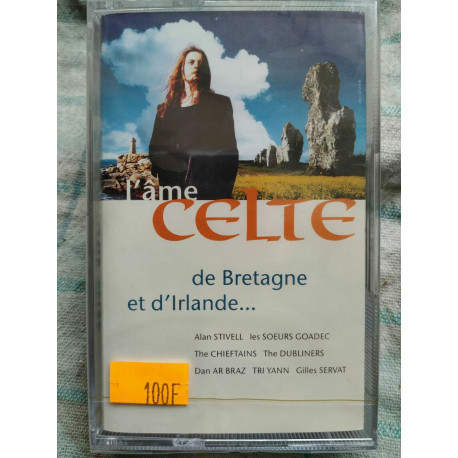 l'âme
CELTE
de Bretagne
et d'Irlande...
Alan STIVELL les SOEURS GOADEC
The CHIEFTAINS The DUBLINERS
Dan AR BRAZ TRI YANN Gilles SERVAT
100F